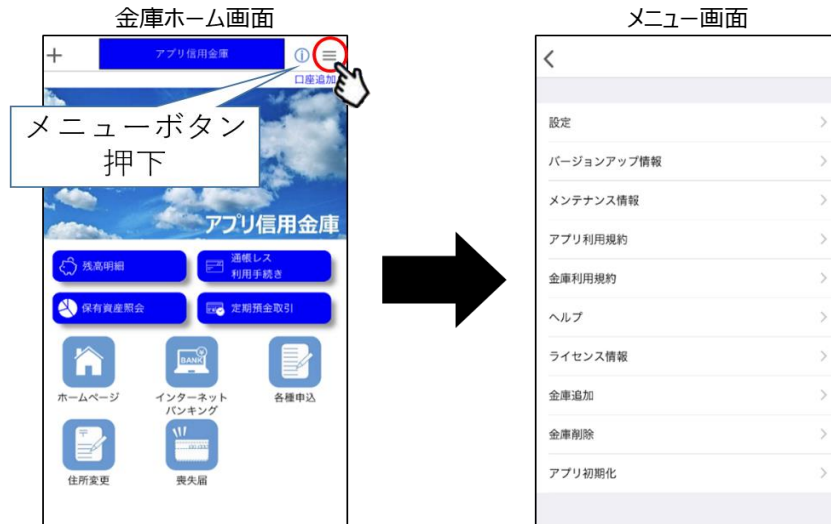 金庫ホーム画面
アプリ信用金庫
口座追加
メニューボタン
押下
アプリ信用金庫
残高明細
通帳レス
利用手続き
保有資産照会
定期預金取引
BANK
ホームページ
インターネット
バンキング
各種申込
〒
住所変更
喪失届
メニュー画面
設定
バージョンアップ情報
メンテナンス情報
アプリ利用規約
金庫利用規約
ヘルプ
ライセンス情報
金庫追加
金庫削除
アプリ初期化